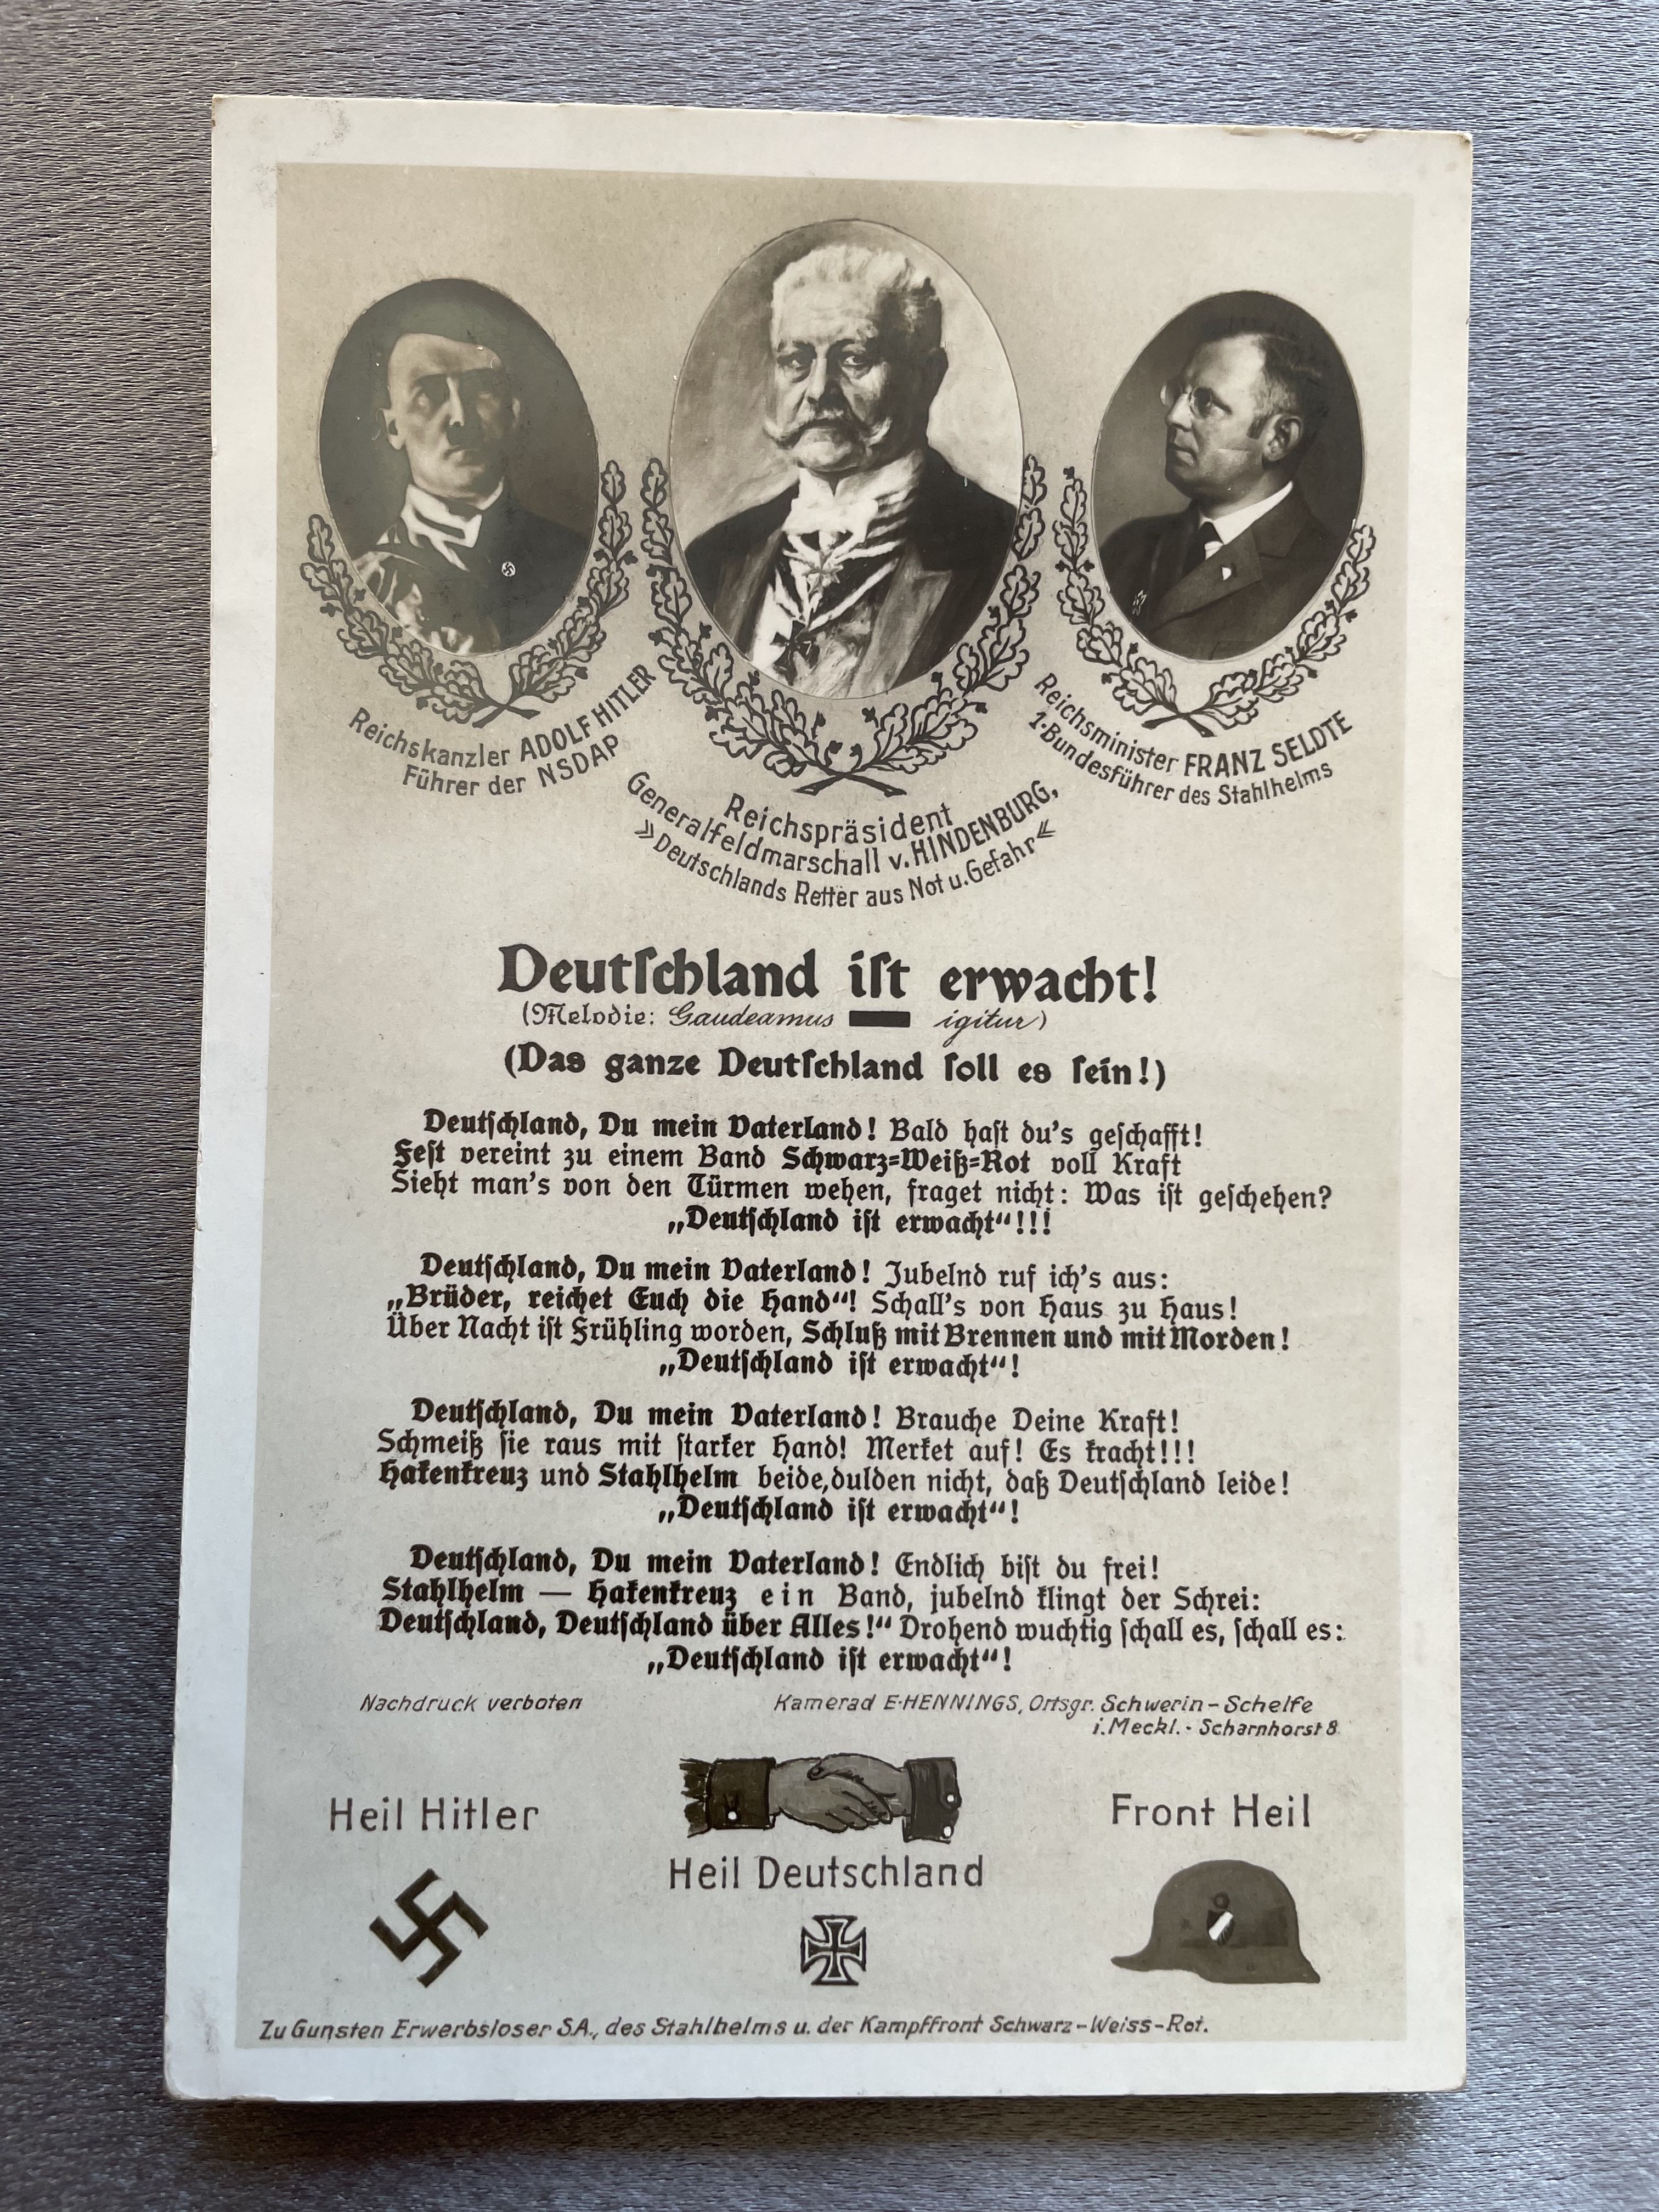 Reichskanzler ADOLF HITLER
Führer der NSDAP
Reichspräsident
Generalfeldmarschall v. HINDENBURG,
»Deutschlands Retter aus Not u. Gefahr«
Reichsminister FRANZ SELDTE
1. Bundesführer des Stahlhelms
Deutſchland iſt erwacht!
(Melodie: Gaudeamus igitur)
(Das ganze Deutſchland ſoll es ſein!)
Deutſchland, Du mein Vaterland! Bald haſt du's geſchafft!
Feſt vereint zu einem Band Schwarz=Weiß=Rot voll Kraft
Sieht man's von den Türmen wehen, fraget nicht: Was iſt geſchehen?
„Deutſchland iſt erwacht“!!!
Deutſchland, Du mein Vaterland! Jubelnd ruf ich's aus:
„Brüder, reichet Euch die Hand“! Schall's von Haus zu Haus!
Über Nacht iſt Frühling worden, Schluß mit Brennen und mit Morden!
„Deutſchland iſt erwacht“!
Deutſchland, Du mein Vaterland! Brauche Deine Kraft!
Schmeiß ſie raus mit ſtarker Hand! Merket auf! Es kracht!!!
Hakenkreuz und Stahlhelm beide, dulden nicht, daß Deutſchland leide!
„Deutſchland iſt erwacht“!
Deutſchland, Du mein Vaterland! Endlich biſt du frei!
Stahlhelm — Hakenkreuz ein Band, jubelnd klingt der Schrei:
Deutſchland, Deutſchland über Alles!“ Drohend wuchtig ſchall es, ſchall es:
„Deutſchland iſt erwacht“!
Nachdruck verboten
Kamerad E. HENNINGS, Ortsgr. Schwerin-Schelfe
i. Meckl. - Scharnhorst 8
Heil Hitler
Heil Deutschland
Front Heil
Zu Gunsten Erwerbsloser S.A., des Stahlhelms u. der Kampffront Schwarz-Weiss-Rot.